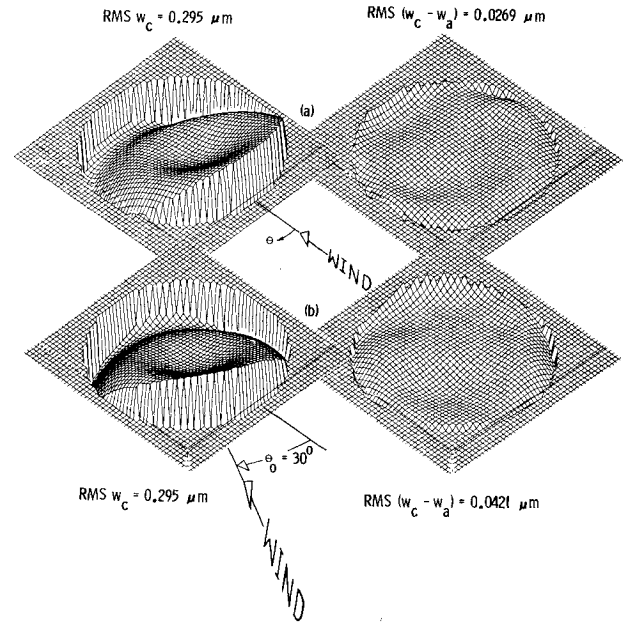 RMS w_c = 0.295 μm
RMS (w_c - w_a) = 0.0269 μm
(a)
θ
WIND
(b)
θ_0 = 30°
RMS w_c = 0.295 μm
RMS (w_c - w_a) = 0.0421 μm
WIND